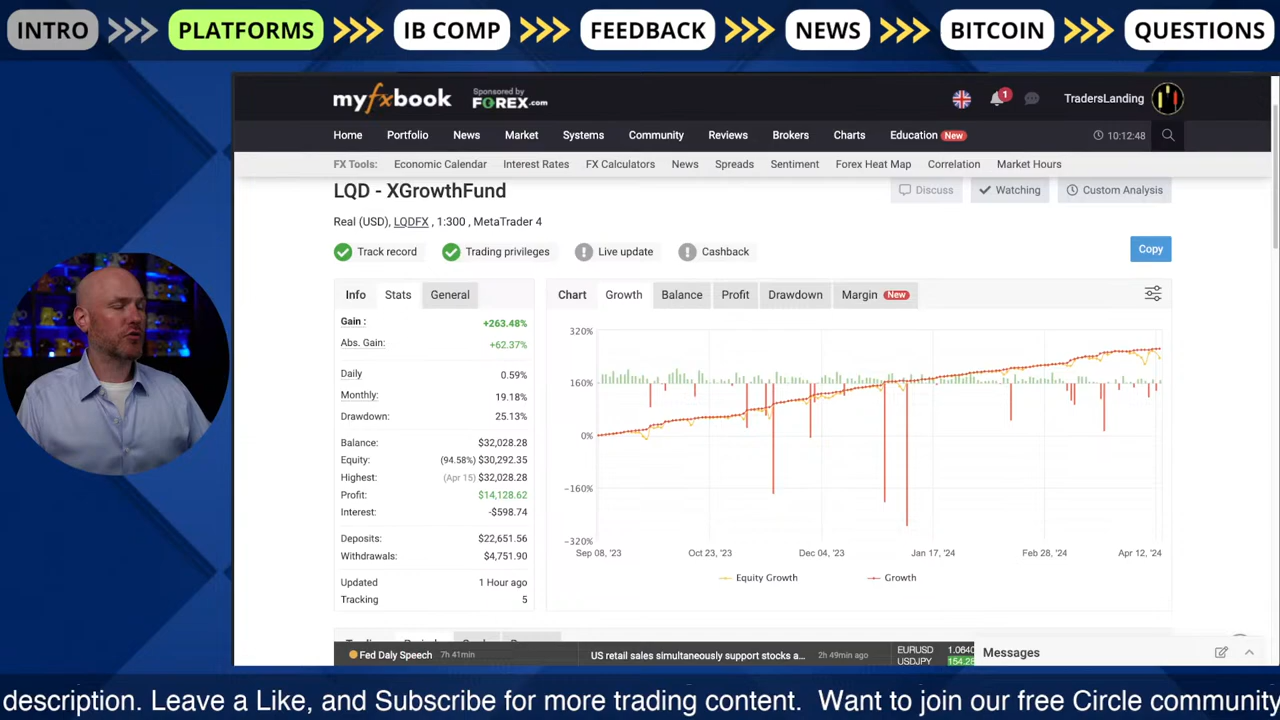 INTRO
PLATFORMS
IB COMP
FEEDBACK
NEWS
BITCOIN
QUESTIONS
myfxbook
Sponsored by
FOREX.com
1
TradersLanding
Home Portfolio News Market Systems Community Reviews Brokers Charts Education New
10:12:48
FX Tools: Economic Calendar Interest Rates FX Calculators News Spreads Sentiment Forex Heat Map Correlation Market Hours
LQD - XGrowthFund
Discuss Watching Custom Analysis
Real (USD), LQDFX , 1:300 , MetaTrader 4
Track record Trading privileges Live update Cashback
Copy
Info Stats General
Gain : +263.48%
Abs. Gain: +62.37%
Daily 0.59%
Monthly: 19.18%
Drawdown: 25.13%
Balance: $32,028.28
Equity: (94.58%) $30,292.35
Highest: (Apr 15) $32,028.28
Profit: $14,128.62
Interest: -$598.74
Deposits: $22,651.56
Withdrawals: $4,751.90
Updated 1 Hour ago
Tracking 5
Chart Growth Balance Profit Drawdown Margin New
320%
160%
0%
-160%
-320%
Sep 08, '23 Oct 23, '23 Dec 04, '23 Jan 17, '24 Feb 28, '24 Apr 12, '24
Equity Growth Growth
Fed Daly Speech 7h 41min
US retail sales simultaneously support stocks a... 2h 49min ago
EURUSD 1.0640
USDJPY 154.28
Messages
description. Leave a Like, and Subscribe for more trading content. Want to join our free Circle community